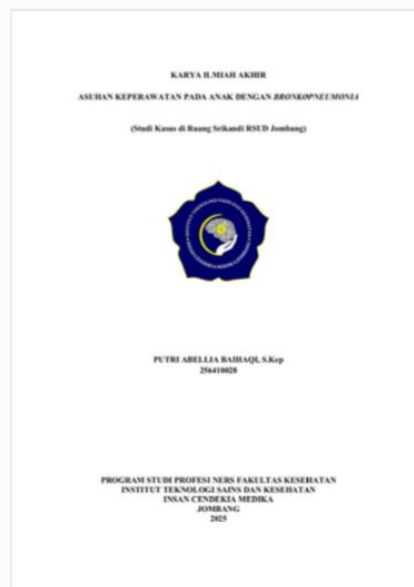 KARYA ILMIAH AKHIR
ASUHAN KEPERAWATAN PADA ANAK DENGAN BRONKOPNEUMONIA
(Studi Kasus di Ruang Srikandi RSUD Jombang)
PUTRI ABELLIA BAIHAQI, S.Kep
256410028
PROGRAM STUDI PROFESI NERS FAKULTAS KESEHATAN
INSTITUT TEKNOLOGI SAINS DAN KESEHATAN
INSAN CENDEKIA MEDIKA
JOMBANG
2025